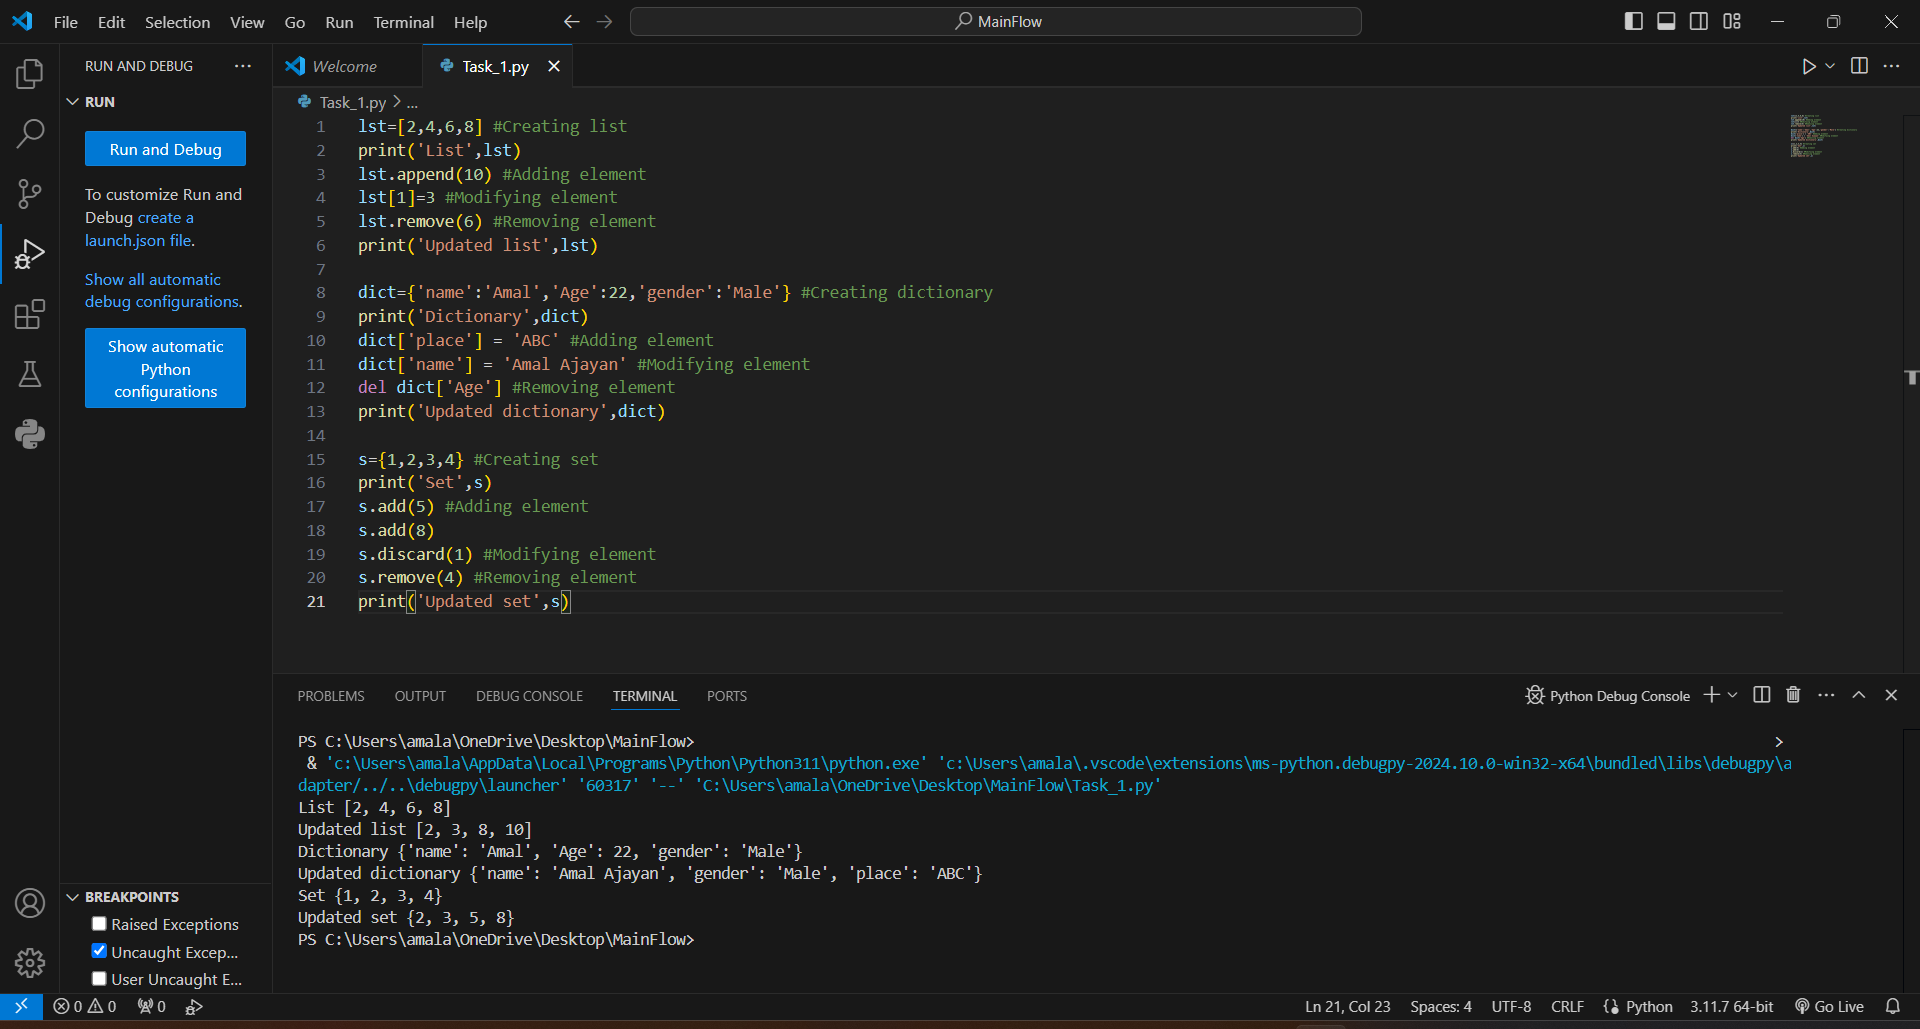 File Edit Selection View Go Run Terminal Help MainFlow
RUN AND DEBUG ...
RUN
Run and Debug
To customize Run and
Debug create a
launch.json file.
Show all automatic
debug configurations.
Show automatic
Python
configurations
BREAKPOINTS
Raised Exceptions
Uncaught Excep...
User Uncaught E...
Welcome Task_1.py
Task_1.py > ...
1 lst=[2,4,6,8] #Creating list
2 print('List',lst)
3 lst.append(10) #Adding element
4 lst[1]=3 #Modifying element
5 lst.remove(6) #Removing element
6 print('Updated list',lst)
7
8 dict={'name':'Amal','Age':22,'gender':'Male'} #Creating dictionary
9 print('Dictionary',dict)
10 dict['place'] = 'ABC' #Adding element
11 dict['name'] = 'Amal Ajayan' #Modifying element
12 del dict['Age'] #Removing element
13 print('Updated dictionary',dict)
14
15 s={1,2,3,4} #Creating set
16 print('Set',s)
17 s.add(5) #Adding element
18 s.add(8)
19 s.discard(1) #Modifying element
20 s.remove(4) #Removing element
21 print('Updated set',s)
PROBLEMS OUTPUT DEBUG CONSOLE TERMINAL PORTS Python Debug Console
PS C:\Users\amala\OneDrive\Desktop\MainFlow> >
& 'c:\Users\amala\AppData\Local\Programs\Python\Python311\python.exe' 'c:\Users\amala\.vscode\extensions\ms-python.debugpy-2024.10.0-win32-x64\bundled\libs\debugpy\a
dapter/../..\debugpy\launcher' '60317' '--' 'C:\Users\amala\OneDrive\Desktop\MainFlow\Task_1.py'
List [2, 4, 6, 8]
Updated list [2, 3, 8, 10]
Dictionary {'name': 'Amal', 'Age': 22, 'gender': 'Male'}
Updated dictionary {'name': 'Amal Ajayan', 'gender': 'Male', 'place': 'ABC'}
Set {1, 2, 3, 4}
Updated set {2, 3, 5, 8}
PS C:\Users\amala\OneDrive\Desktop\MainFlow>
0 0 0 Ln 21, Col 23 Spaces: 4 UTF-8 CRLF Python 3.11.7 64-bit Go Live